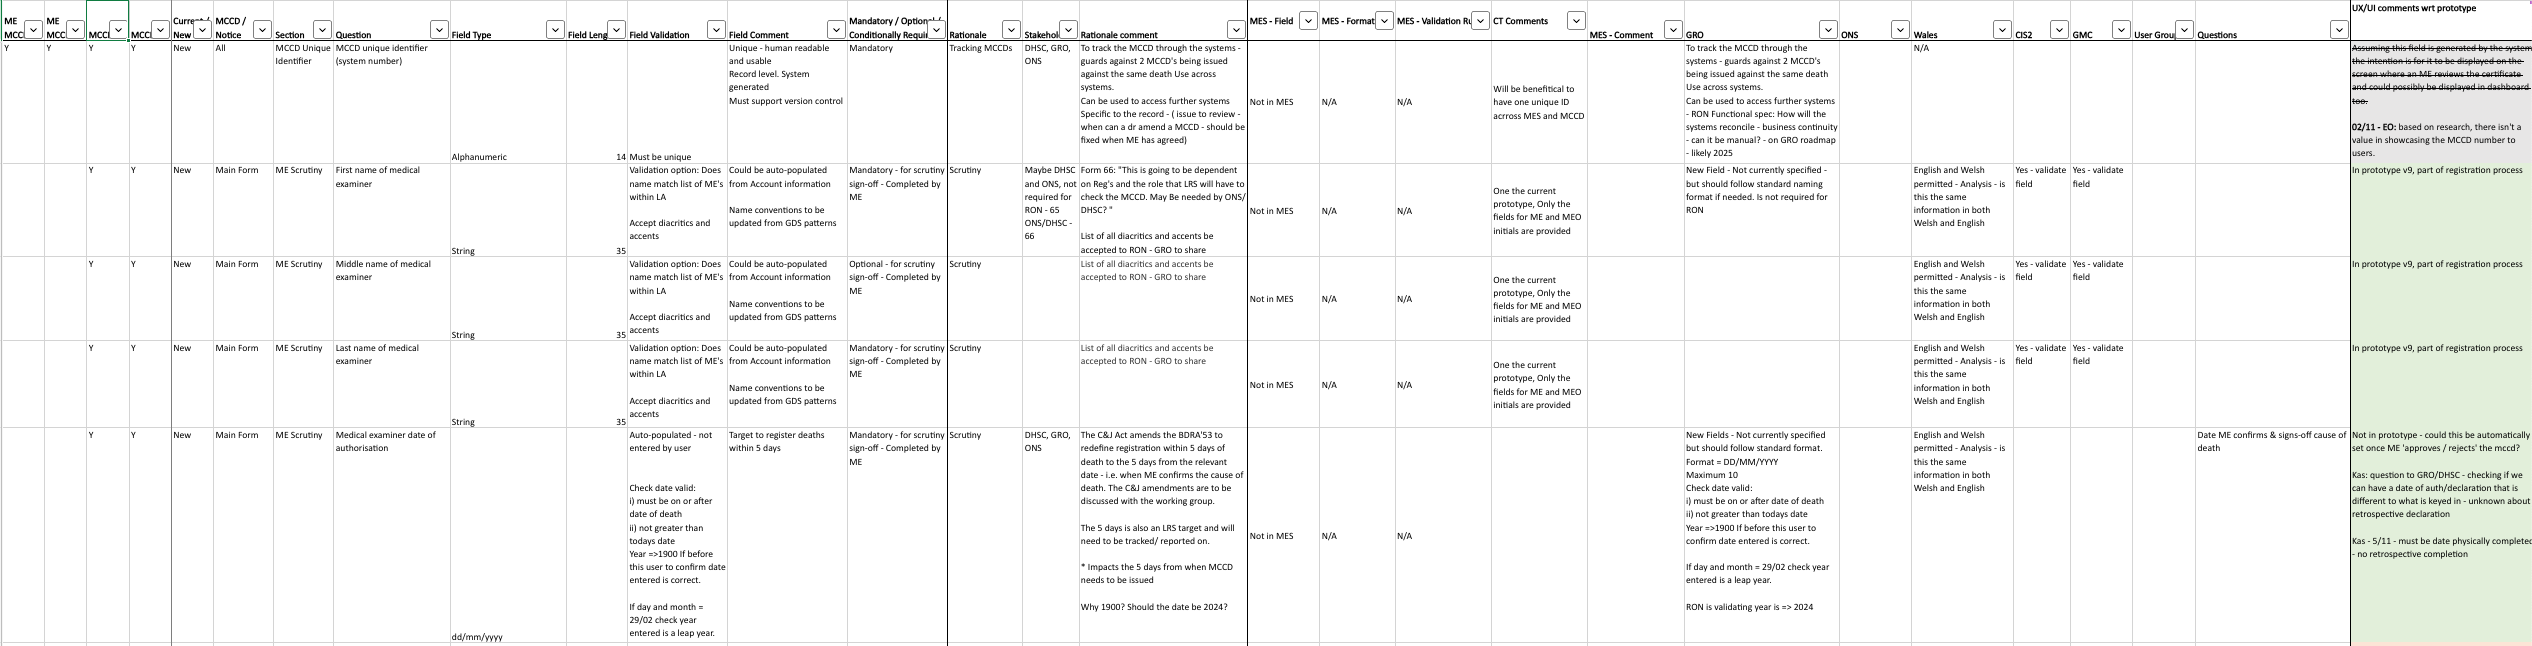 ME MCC
ME MCC
MCC
MCC
Current / New
MCCD / Notice
Section
Question
Field Type
Field Leng
Field Validation
Field Comment
Mandatory / Optional / Conditionally Requi
Rationale
Stakehol
Rationale comment
MES - Field
MES - Format
MES - Validation Ru
CT Comments
MES - Comment
GRO
ONS
Wales
CIS2
GMC
User Grou
Questions
UX/UI comments wrt prototype
Y
Y
Y
Y
New
All
MCCD Unique
Identifier
MCCD unique identifier
(system number)
Alphanumeric
14
Must be unique
Unique - human readable
and usable
Record level. System
generated
Must support version control
Mandatory
Tracking MCCDs
DHSC, GRO,
ONS
To track the MCCD through the systems -
guards against 2 MCCD's being issued
against the same death Use across
systems.
Can be used to access further systems
Specific to the record - ( issue to review -
when can a dr amend a MCCD - should be
fixed when ME has agreed)
Not in MES
N/A
N/A
Will be benefitical to
have one unique ID
acrross MES and MCCD
To track the MCCD through the
systems - guards against 2 MCCD's
being issued against the same death
Use across systems.
Can be used to access further systems
- RON Functional spec: How will the
systems reconcile - business continuity
- can it be manual? - on GRO roadmap
- likely 2025
N/A
Assuming this field is generated by the system
the intention is for it to be displayed on the
screen where an ME reviews the certificate
and could possibly be displayed in dashboard
too.
02/11 - EO: based on research, there isn't a
value in showcasing the MCCD number to
users.
Y
Y
New
Main Form
ME Scrutiny
First name of medical
examiner
String
35
Validation option: Does
name match list of ME's
within LA
Accept diacritics and
accents
Could be auto-populated
from Account information
Name conventions to be
updated from GDS patterns
Mandatory - for scrutiny
sign-off - Completed by
ME
Scrutiny
Maybe DHSC
and ONS, not
required for
RON - 65
ONS/DHSC -
66
Form 66: "This is going to be dependent
on Reg's and the role that LRS will have to
check the MCCD. May Be needed by ONS/
DHSC? "
List of all diacritics and accents be
accepted to RON - GRO to share
Not in MES
N/A
N/A
One the current
prototype, Only the
fields for ME and MEO
initials are provided
New Field - Not currently specified -
but should follow standard naming
format if needed. Is not required for
RON
English and Welsh
permitted - Analysis - is
this the same
information in both
Welsh and English
Yes - validate
field
Yes - validate
field
In prototype v9, part of registration process
Y
Y
New
Main Form
ME Scrutiny
Middle name of medical
examiner
String
35
Validation option: Does
name match list of ME's
within LA
Accept diacritics and
accents
Could be auto-populated
from Account information
Name conventions to be
updated from GDS patterns
Optional - for scrutiny
sign-off - Completed by
ME
Scrutiny
List of all diacritics and accents be
accepted to RON - GRO to share
Not in MES
N/A
N/A
One the current
prototype, Only the
fields for ME and MEO
initials are provided
English and Welsh
permitted - Analysis - is
this the same
information in both
Welsh and English
Yes - validate
field
Yes - validate
field
In prototype v9, part of registration process
Y
Y
New
Main Form
ME Scrutiny
Last name of medical
examiner
String
35
Validation option: Does
name match list of ME's
within LA
Accept diacritics and
accents
Could be auto-populated
from Account information
Name conventions to be
updated from GDS patterns
Mandatory - for scrutiny
sign-off - Completed by
ME
Scrutiny
List of all diacritics and accents be
accepted to RON - GRO to share
Not in MES
N/A
N/A
One the current
prototype, Only the
fields for ME and MEO
initials are provided
English and Welsh
permitted - Analysis - is
this the same
information in both
Welsh and English
Yes - validate
field
Yes - validate
field
In prototype v9, part of registration process
Y
Y
New
Main Form
ME Scrutiny
Medical examiner date of
authorisation
dd/mm/yyyy
Auto-populated - not
entered by user
Check date valid:
i) must be on or after
date of death
ii) not greater than
todays date
Year =>1900 If before
this user to confirm date
entered is correct.
If day and month =
29/02 check year
entered is a leap year.
Target to register deaths
within 5 days
Mandatory - for scrutiny
sign-off - Completed by
ME
Scrutiny
DHSC, GRO,
ONS
The C&J Act amends the BDRA'53 to
redefine registration within 5 days of
death to the 5 days from the relevant
date - i.e. when ME confirms the cause of
death. The C&J amendments are to be
discussed with the working group.
The 5 days is also an LRS target and will
need to be tracked/ reported on.
* Impacts the 5 days from when MCCD
needs to be issued
Why 1900? Should the date be 2024?
Not in MES
N/A
N/A
New Fields - Not currently specified
but should follow standard format.
Format = DD/MM/YYYY
Maximum 10
Check date valid:
i) must be on or after date of death
ii) not greater than todays date
Year =>1900 If before this user to
confirm date entered is correct.
If day and month = 29/02 check year
entered is a leap year.
RON is validating year is => 2024
English and Welsh
permitted - Analysis - is
this the same
information in both
Welsh and English
Date ME confirms & signs-off cause of
death
Not in prototype - could this be automatically
set once ME 'approves / rejects' the mccd?
Kas: question to GRO/DHSC - checking if we
can have a date of auth/declaration that is
different to what is keyed in - unknown about
retrospective declaration
Kas - 5/11 - must be date physically completed
- no retrospective completion